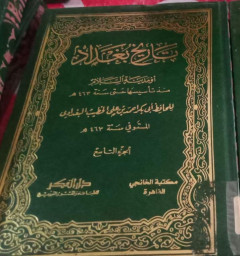 تاريخ بغداد
أو مدينة السلام
منذ تأسيسها حتى سنة ٤٦٣ هـ
للحافظ أبي بكر أحمد بن علي الخطيب البغدادي
المتوفى سنة ٤٦٣ هـ
الجزء التاسع
مكتبة الخانجي
القاهرة
دار الفكر